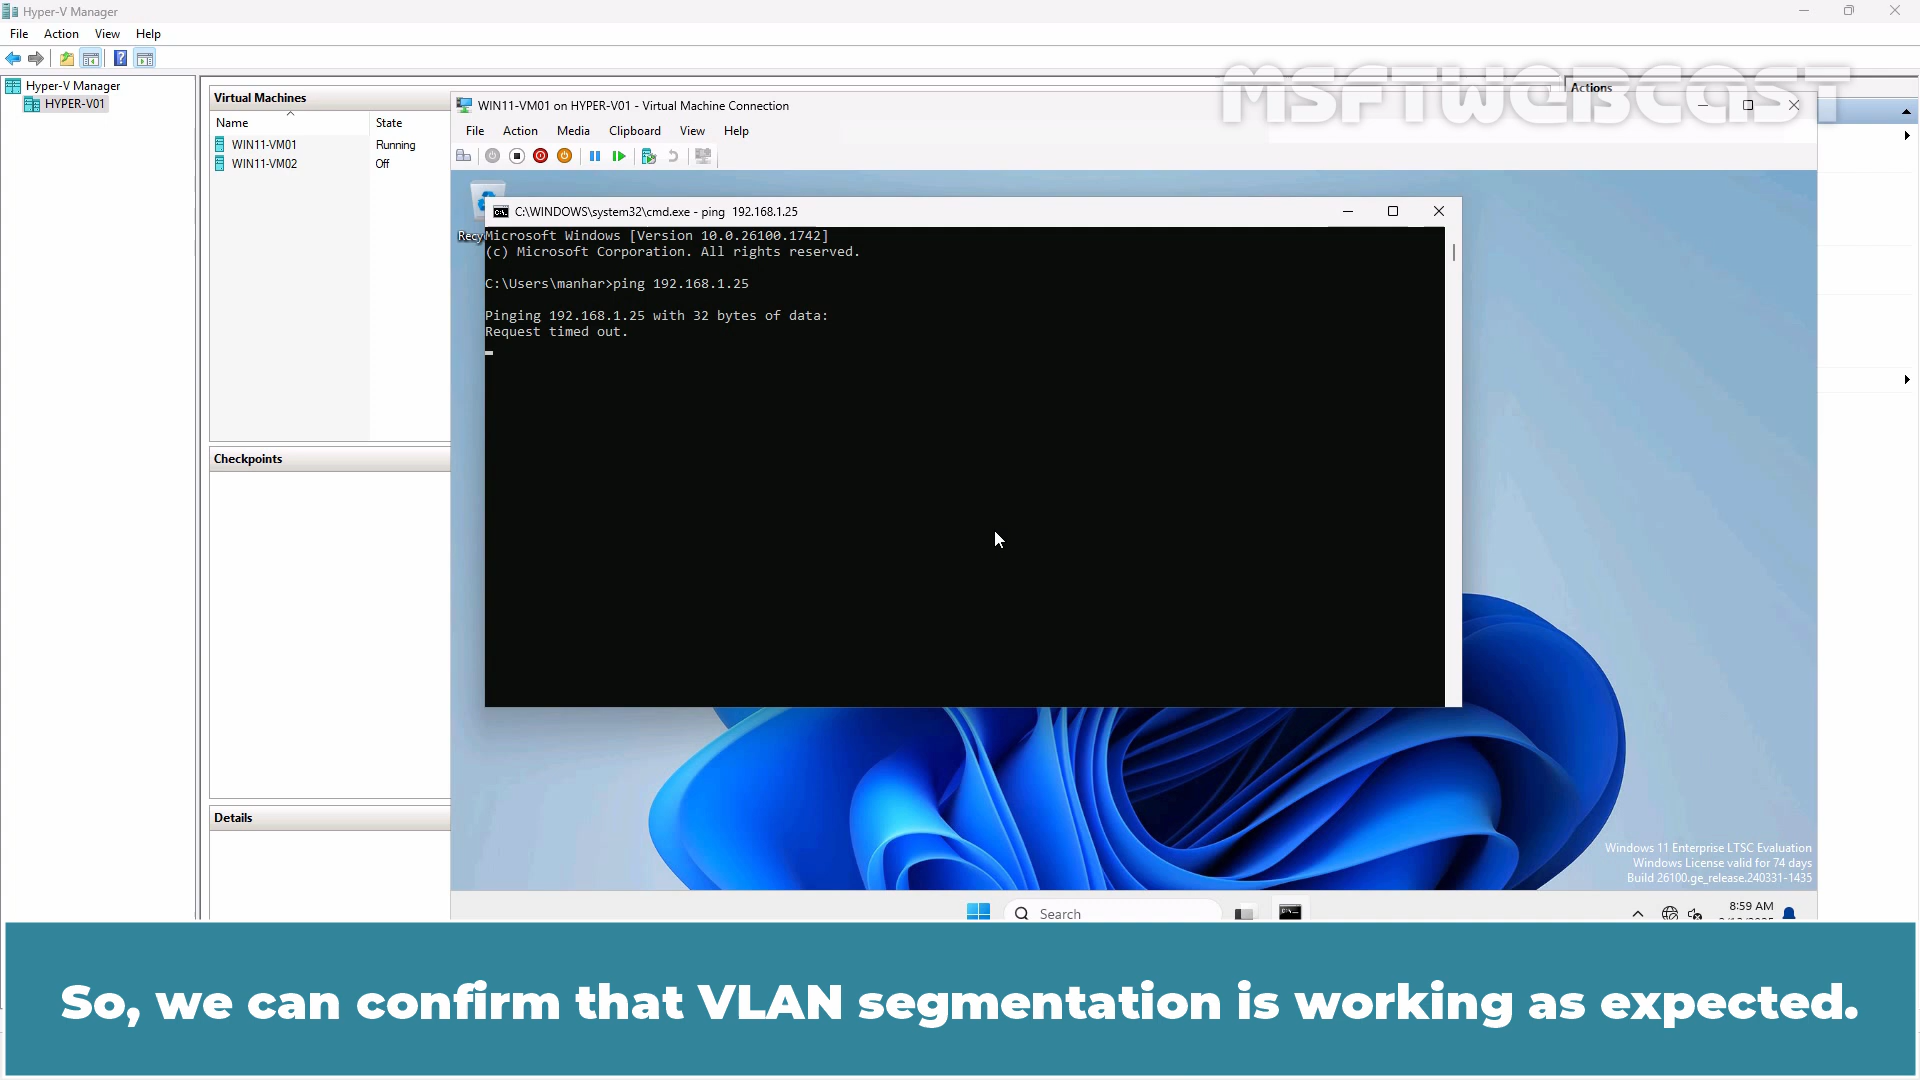 Hyper-V Manager
File Action View Help
Hyper-V Manager
HYPER-V01
Virtual Machines
Name State
WIN11-VM01 Running
WIN11-VM02 Off
Checkpoints
Details
Actions
MSFTWEBCAST
WIN11-VM01 on HYPER-V01 - Virtual Machine Connection
File Action Media Clipboard View Help
C:\WINDOWS\system32\cmd.exe - ping 192.168.1.25
Recy
Microsoft Windows [Version 10.0.26100.1742]
(c) Microsoft Corporation. All rights reserved.
C:\Users\manhar>ping 192.168.1.25
Pinging 192.168.1.25 with 32 bytes of data:
Request timed out.
Windows 11 Enterprise LTSC Evaluation
Windows License valid for 74 days
Build 26100.ge_release.240331-1435
Search
8:59 AM
So, we can confirm that VLAN segmentation is working as expected.